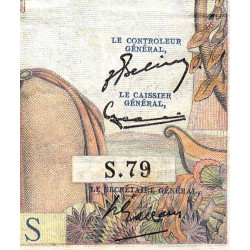 LE CONTROLEUR
GÉNÉRAL,
LE CAISSIER
GÉNÉRAL,
S.79
LE SECRÉTAIRE GÉNÉRAL,
S